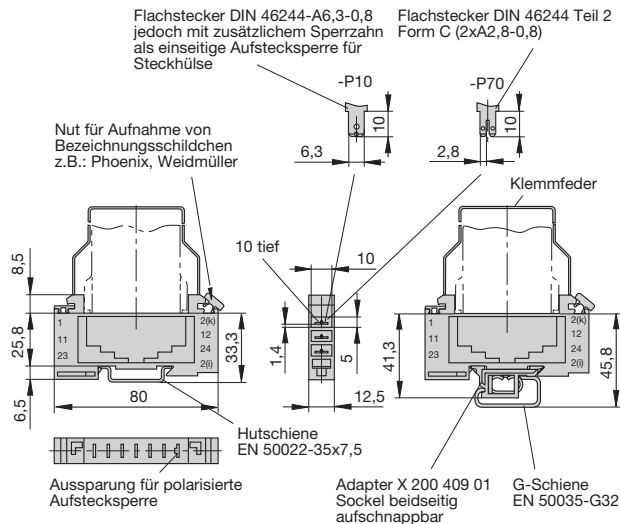 Flachstecker DIN 46244-A6,3-0,8
jedoch mit zusätzlichem Sperrzahn
als einseitige Aufstecksperre für
Steckhülse
Flachstecker DIN 46244 Teil 2
Form C (2xA2,8-0,8)
-P10
-P70
10
10
6,3
2,8
Nut für Aufnahme von
Bezeichnungsschildchen
z.B.: Phoenix, Weidmüller
Klemmfeder
10 tief
10
8,5
25,8
6,5
33,3
1
11
23
2(k)
12
24
2(i)
80
1,4
5
12,5
41,3
45,8
1
11
23
2(k)
12
24
2(i)
Hutschiene
EN 50022-35x7,5
Aussparung für polarisierte
Aufstecksperre
Adapter X 200 409 01
Sockel beidseitig
aufschnappbar
G-Schiene
EN 50035-G32